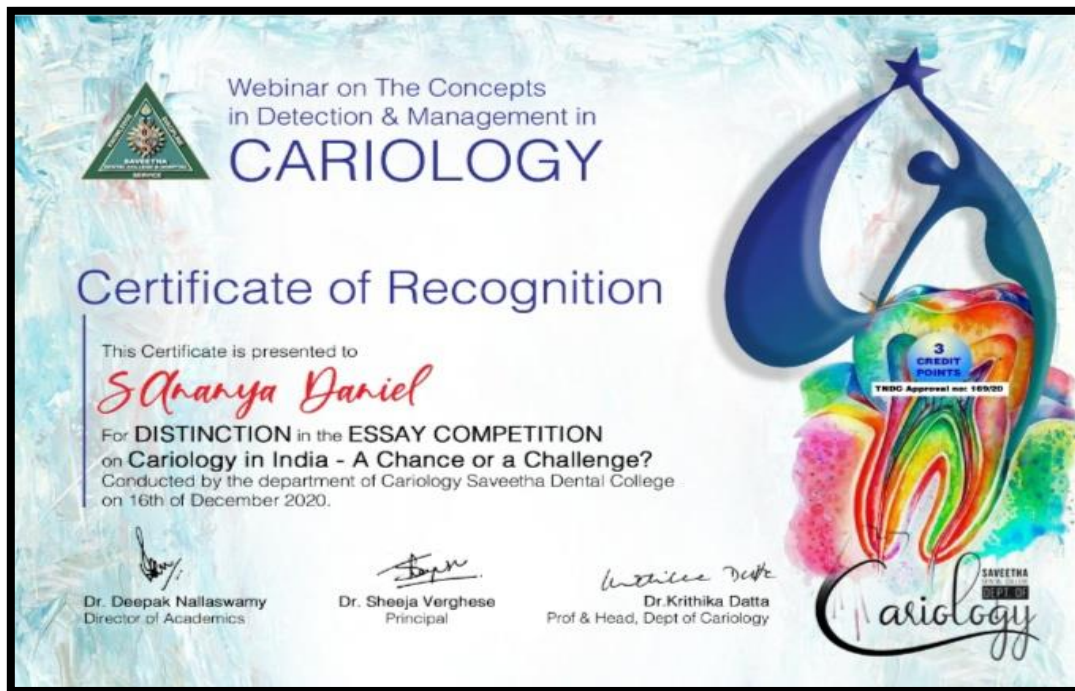 Webinar on The Concepts
in Detection & Management in
CARIOLOGY
SAVEETHA
SERVICE
Certificate of Recognition
This Certificate is presented to
S Ananya Daniel
For DISTINCTION in the ESSAY COMPETITION
on Cariology in India - A Chance or a Challenge?
Conducted by the department of Cariology Saveetha Dental College
on 16th of December 2020.
3
CREDIT
POINTS
TNDC Approval no: 169/20
Dr. Deepak Nallaswamy
Director of Academics
Dr. Sheeja Verghese
Principal
Krithika Datta
Dr.Krithika Datta
Prof & Head, Dept of Cariology
SAVEETHA
DEPT. OF
Cariology